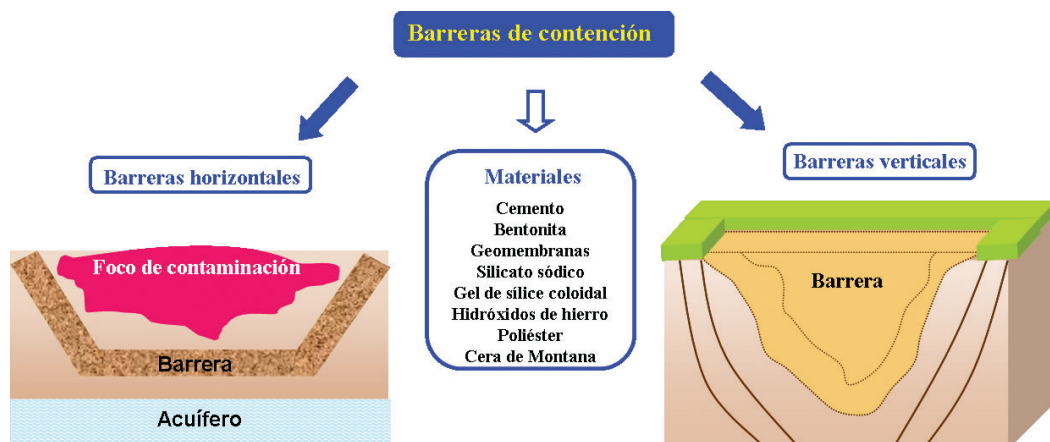 Barreras de contención
Barreras horizontales
Foco de contaminación
Barrera
Acuífero
Materiales
Cemento
Bentonita
Geomembranas
Silicato sódico
Gel de sílice coloidal
Hidróxidos de hierro
Poliéster
Cera de Montana
Barreras verticales
Barrera